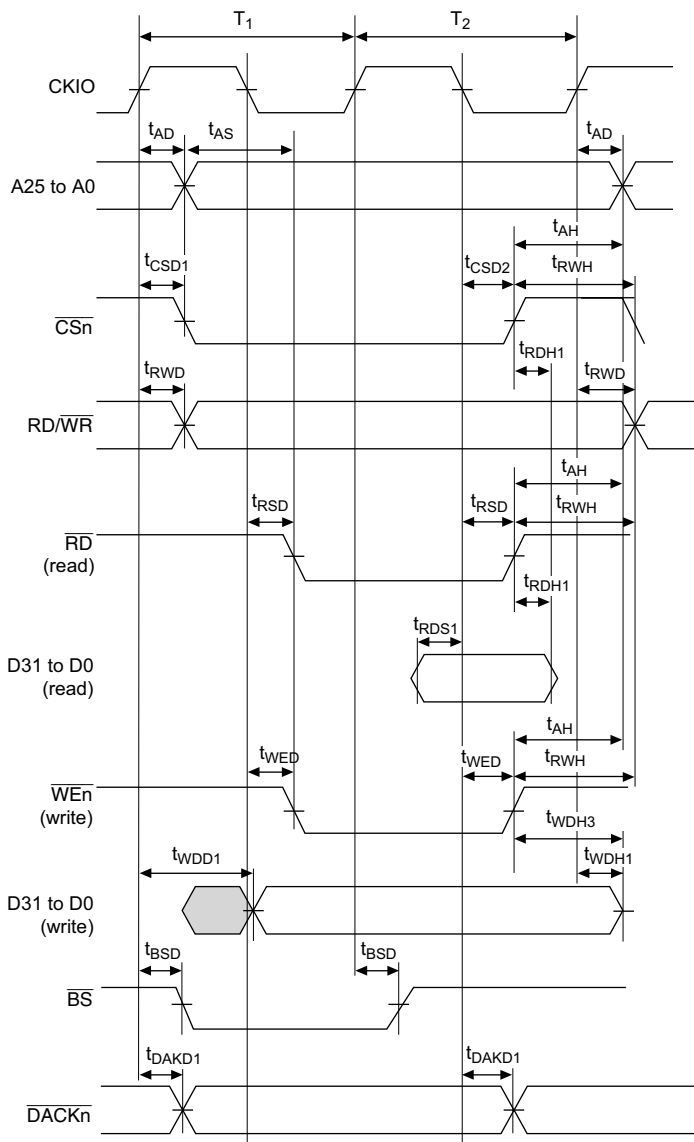 T1 T2
CKIO
tAD tAS tAD
A25 to A0
tAH
tCSD1 tCSD2 tRWH
CSn
tRDH1
tRWD tRWD
RD/WR
tAH
tRSD tRSD tRWH
RD
(read)
tRDH1
tRDS1
D31 to D0
(read)
tAH
tWED tWED tRWH
WEn
(write)
tWDH3
tWDD1 tWDH1
D31 to D0
(write)
tBSD tBSD
BS
tDAKD1 tDAKD1
DACKn